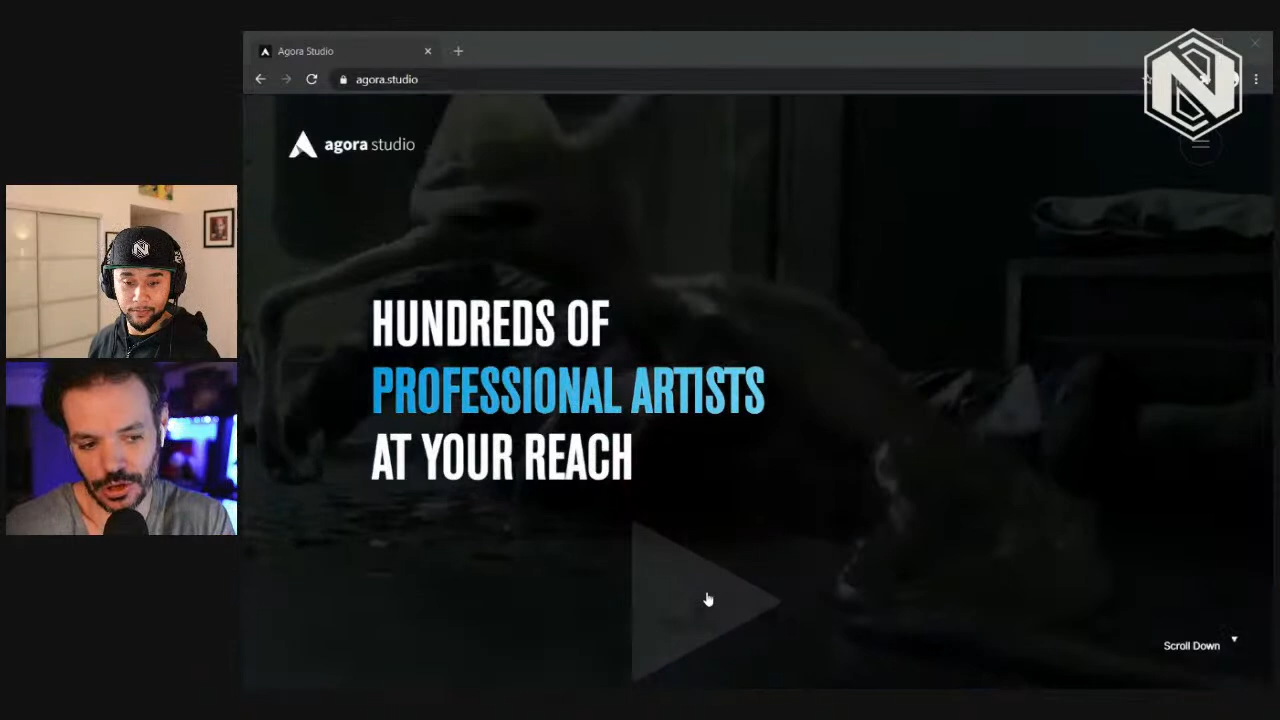 Agora Studio
agora.studio
agora studio
HUNDREDS OF
PROFESSIONAL ARTISTS
AT YOUR REACH
Scroll Down